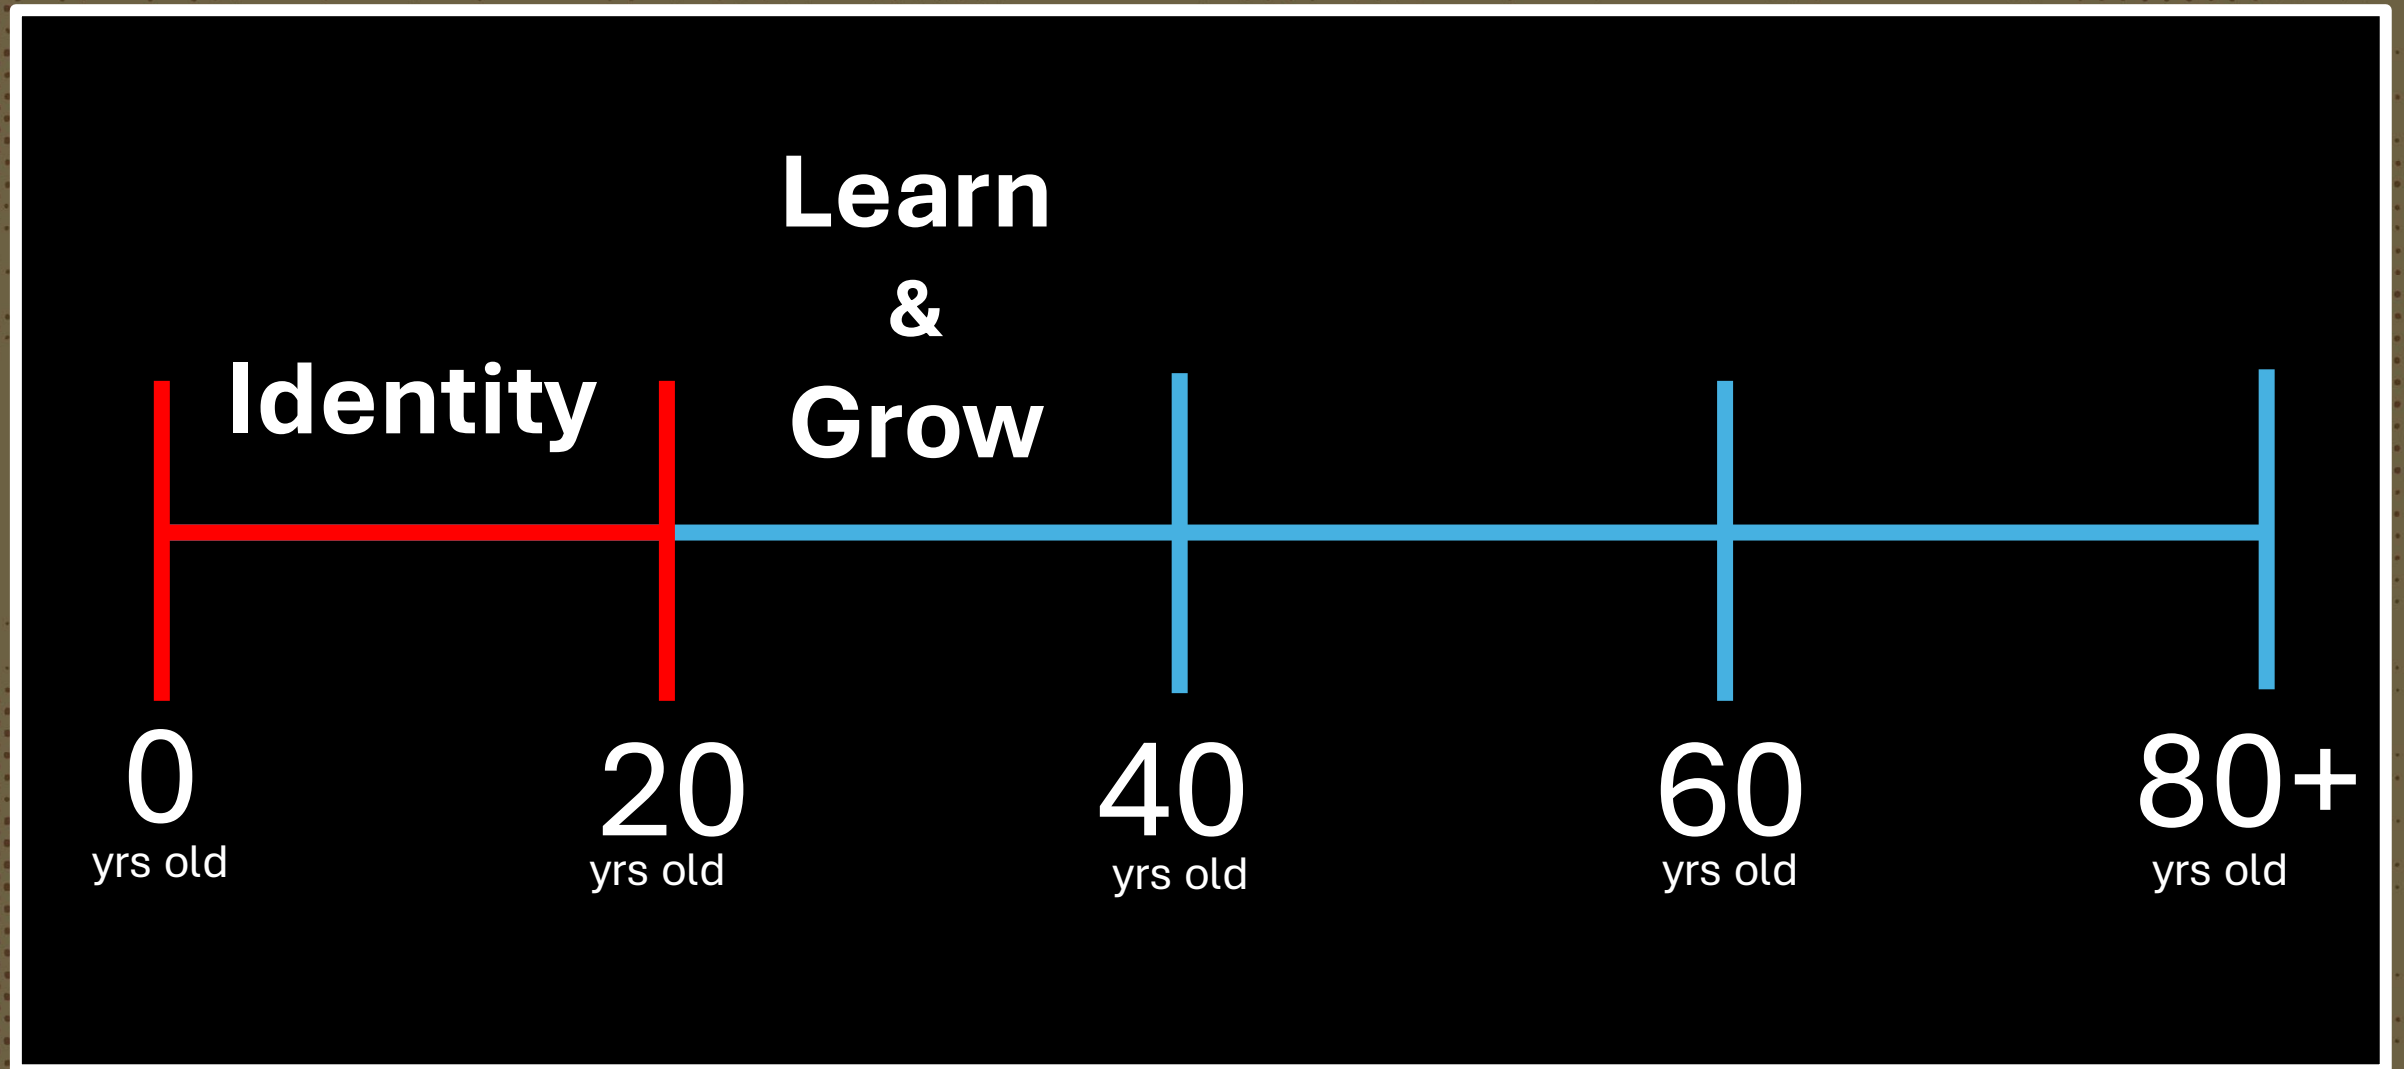 Learn
&
Grow
Identity
0
yrs old
20
yrs old
40
yrs old
60
yrs old
80+
yrs old